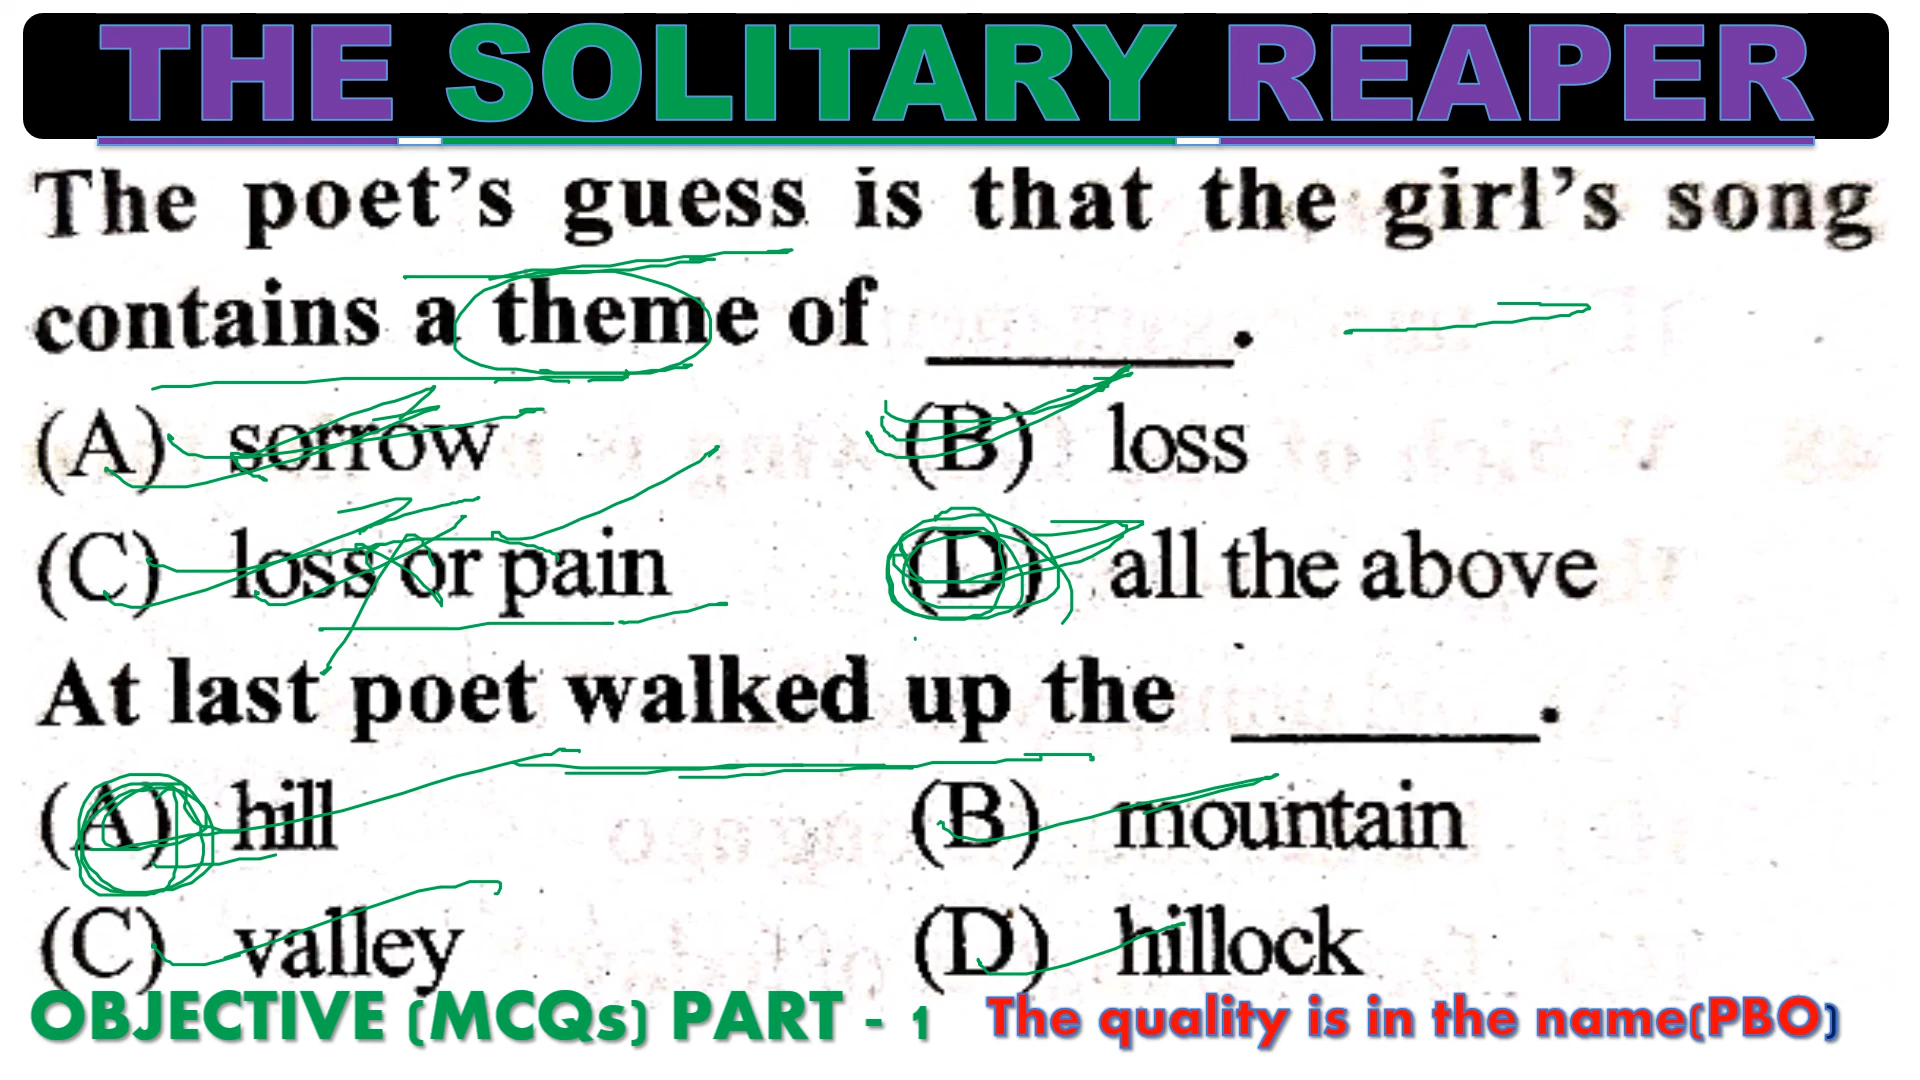 THE SOLITARY REAPER
The poet's guess is that the girl's song
contains a theme of ________.
(A) sorrow (B) loss
(C) loss or pain (D) all the above
At last poet walked up the ________.
(A) hill (B) mountain
(C) valley (D) hillock
OBJECTIVE (MCQs) PART - 1 The quality is in the name(PBO)